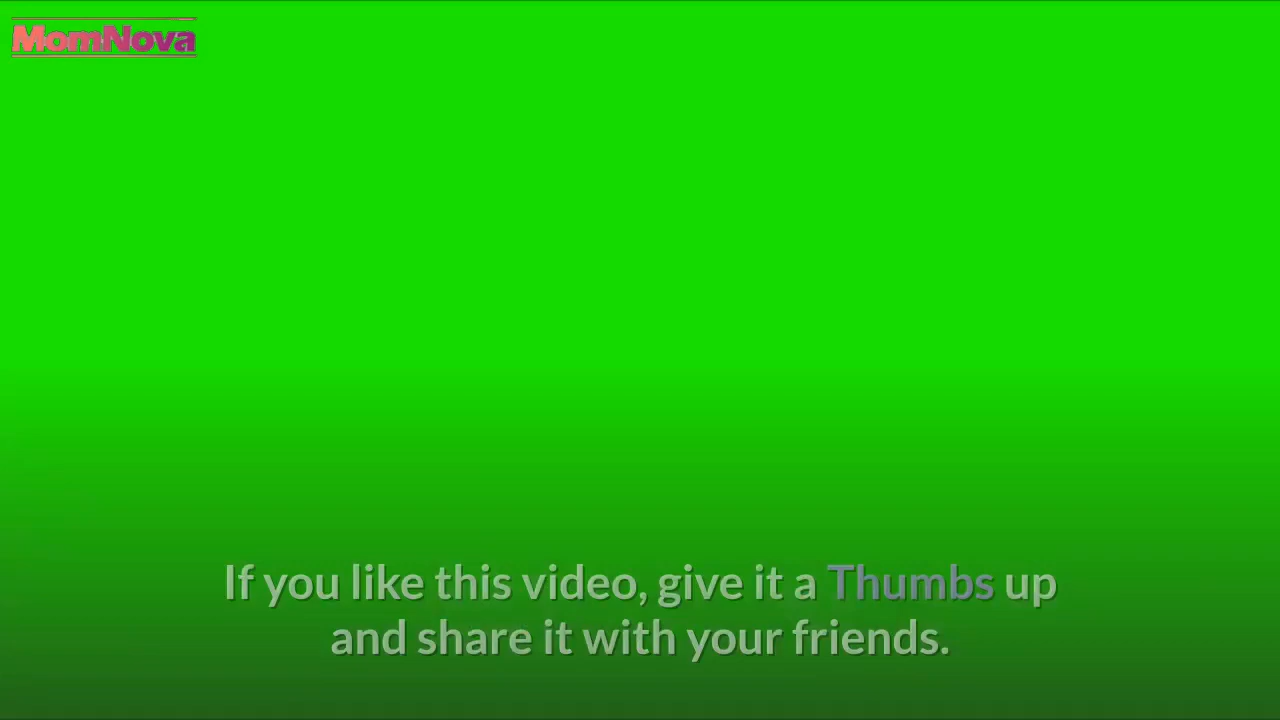 MomNova
If you like this video, give it a Thumbs up
and share it with your friends.